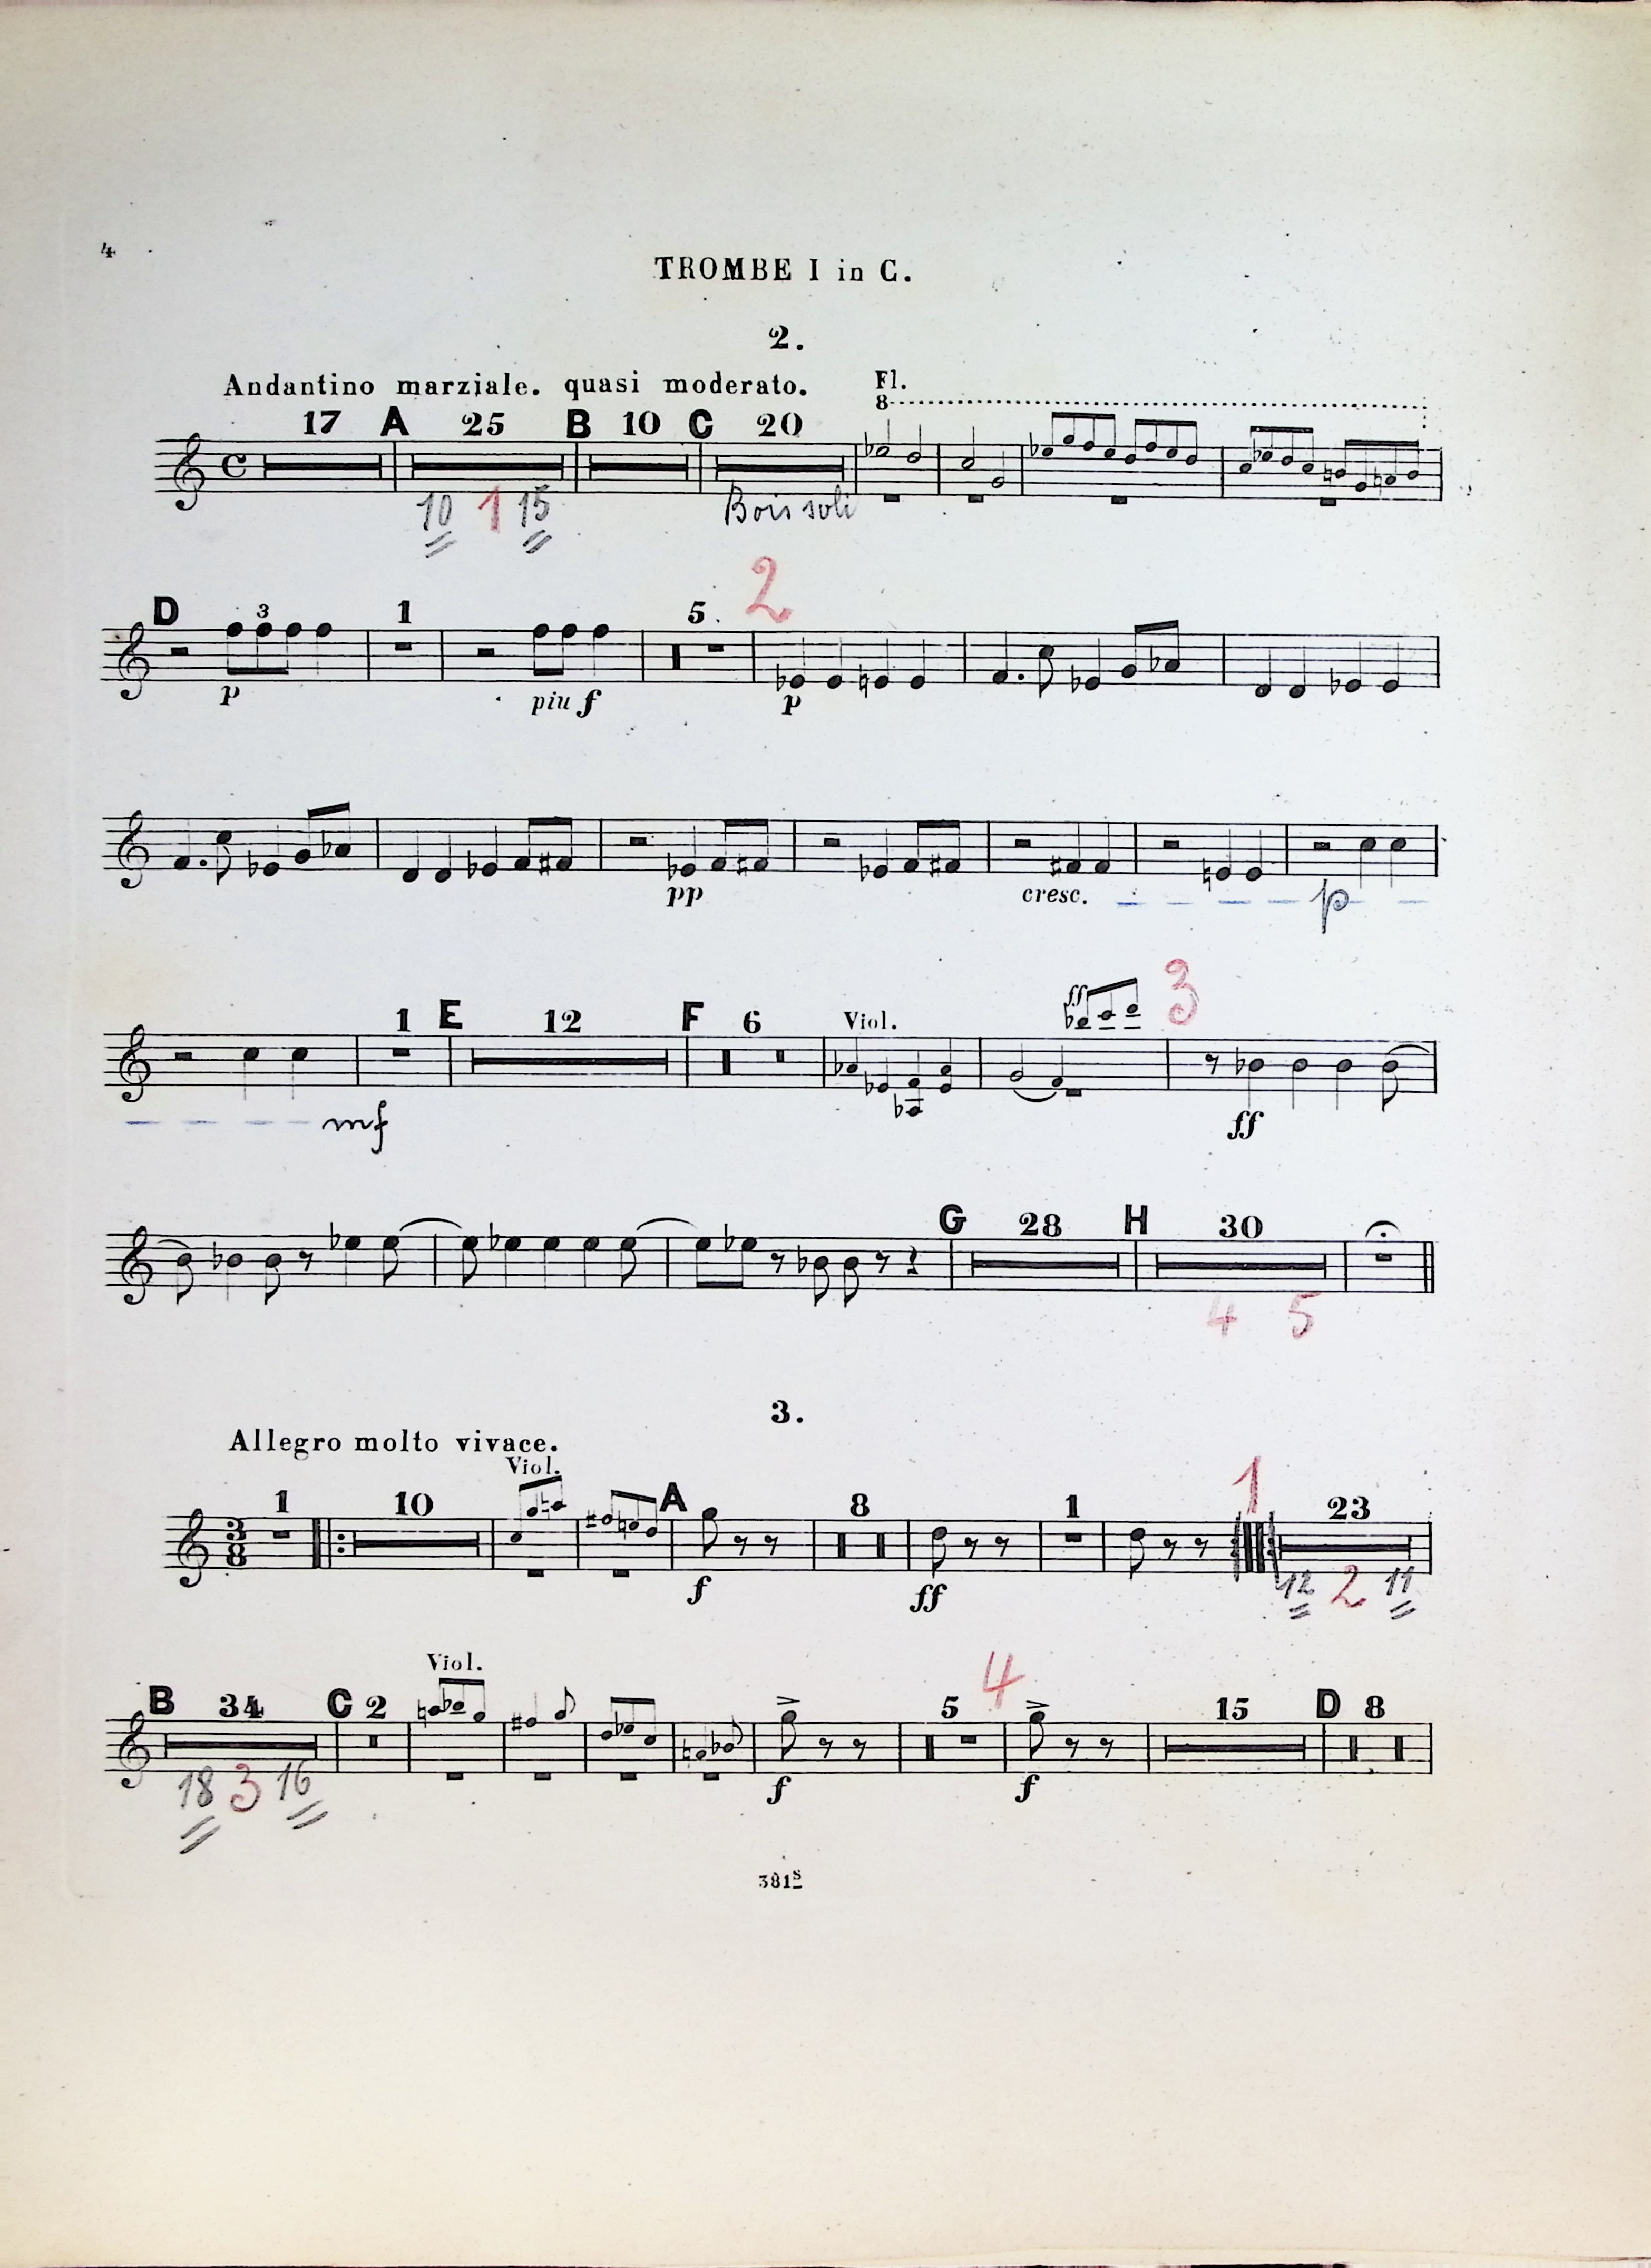 4
TROMBE I in C.
2.
Andantino marziale. quasi moderato.
Fl.
17 A 25 B 10 C 20 8
10 1 15 Bois soli
2
D 3 1 5.
p piu f p
pp cresc. p
3
ff
1 E 12 F 6 Viol.
mf ff
G 28 H 30
4 5
3.
Allegro molto vivace.
Viol.
1
1 10 A 8 1 23
3
8
f ff 12 2 11
Viol.
4
B 34 C 2 5 15 D 8
18 3 16 f f
381S